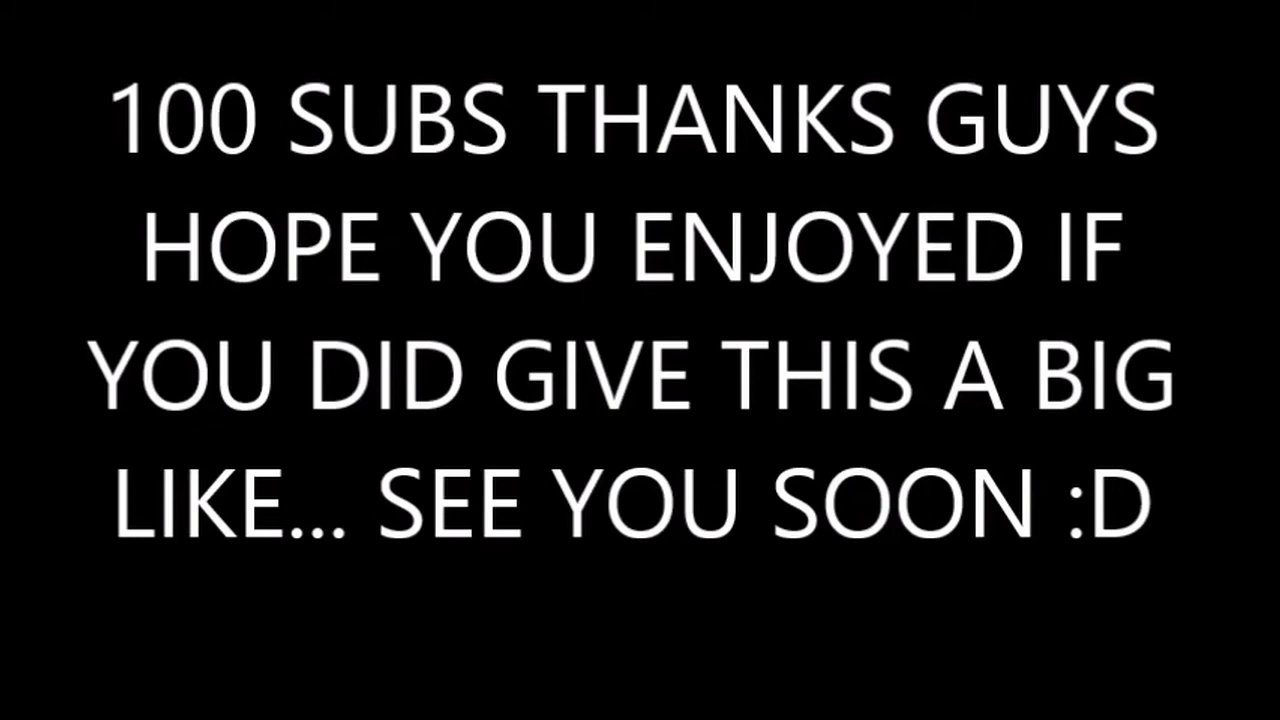 100 SUBS THANKS GUYS
HOPE YOU ENJOYED IF
YOU DID GIVE THIS A BIG
LIKE... SEE YOU SOON :D